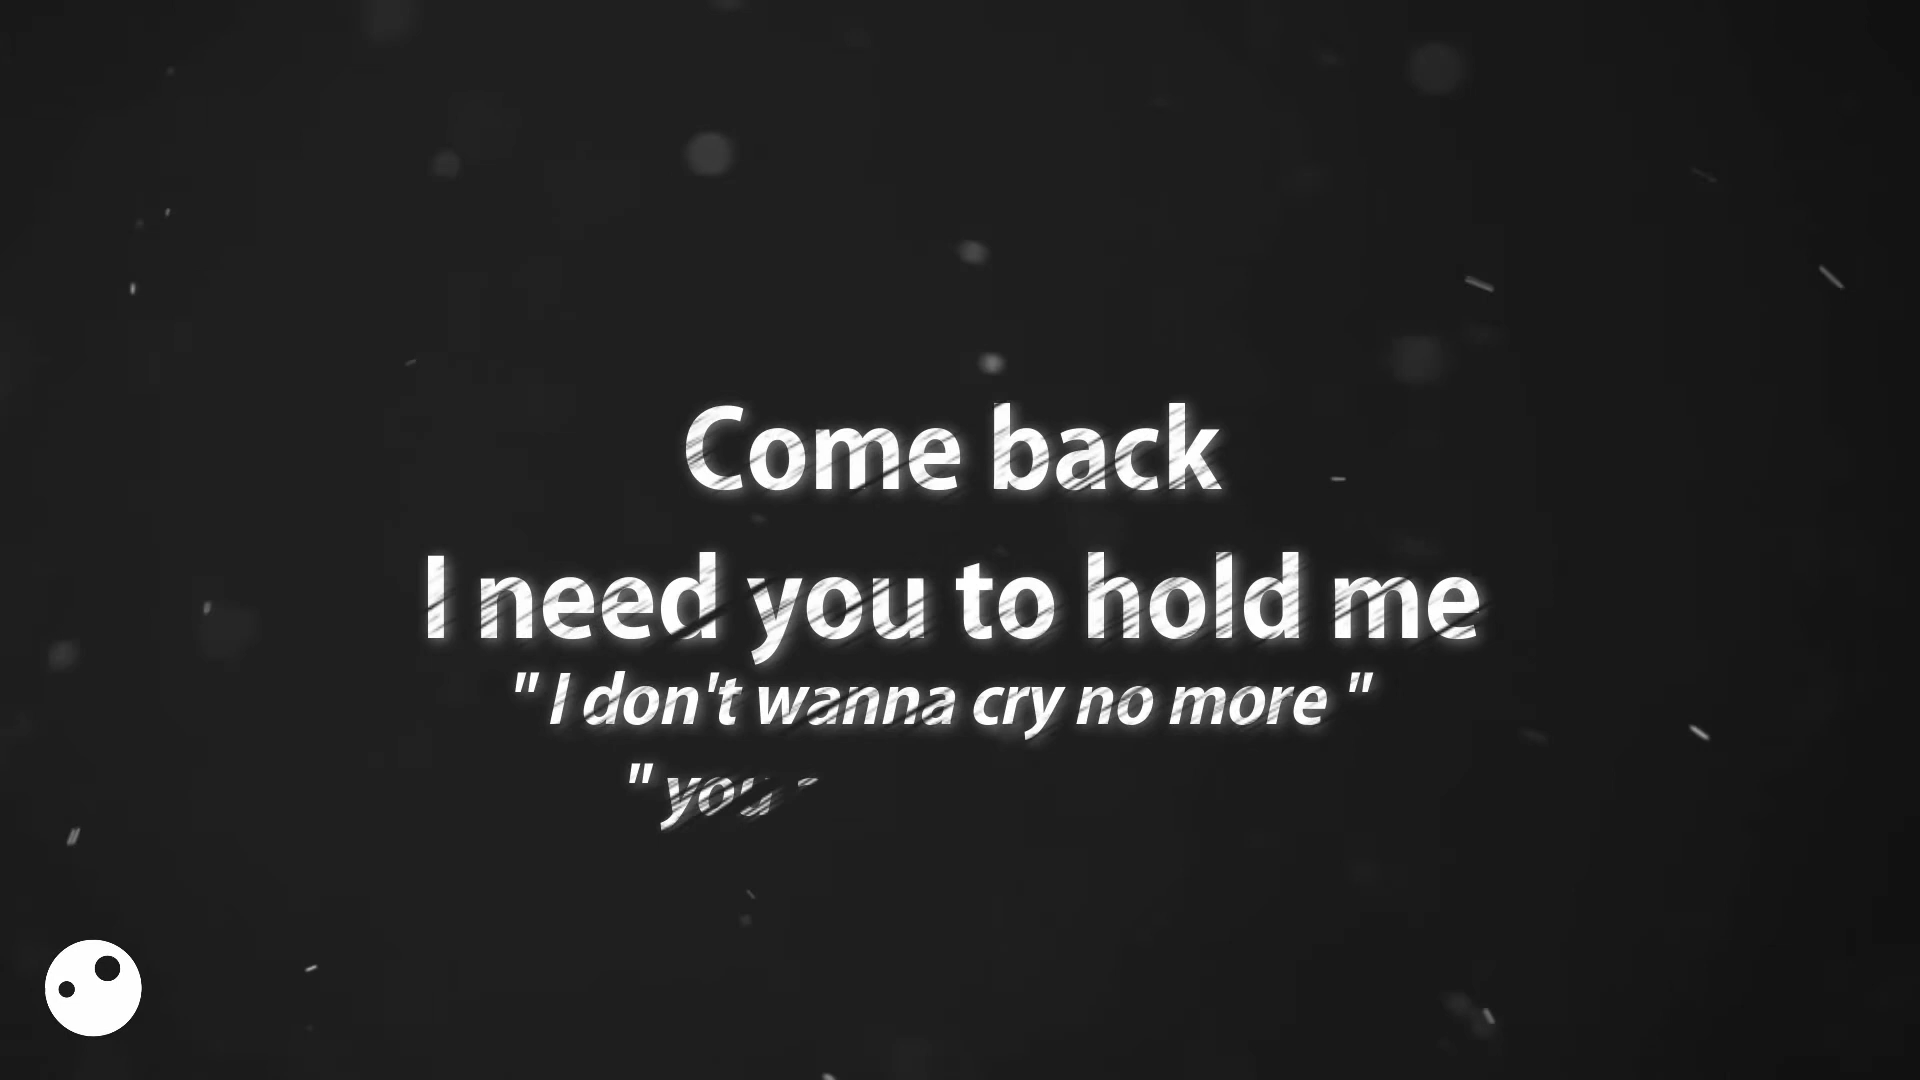 Come back
I need you to hold me
" I don't wanna cry no more "
" you